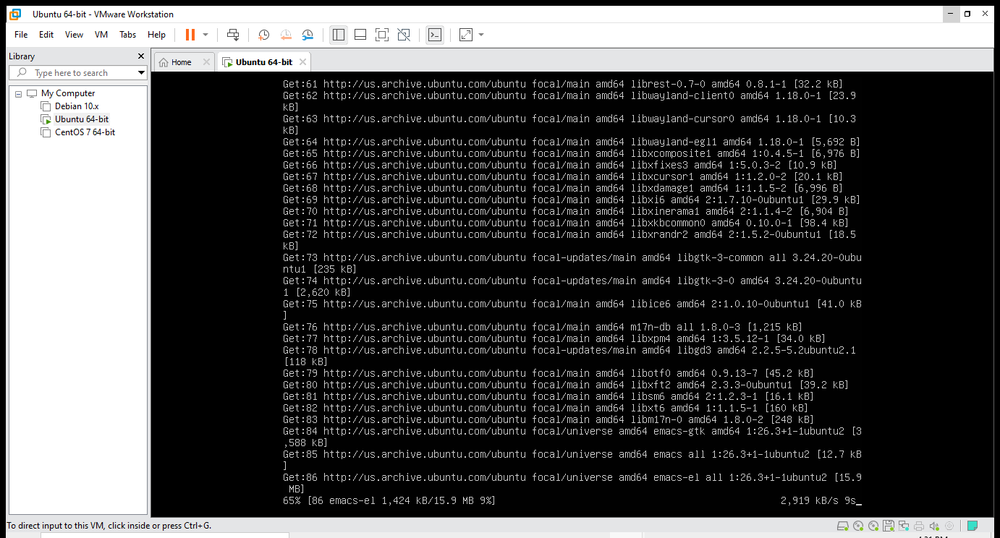 Ubuntu 64-bit - VMware Workstation
File Edit View VM Tabs Help
Library
Type here to search
My Computer
Debian 10.x
Ubuntu 64-bit
CentOS 7 64-bit
Home
Ubuntu 64-bit
Get:61 http://us.archive.ubuntu.com/ubuntu focal/main amd64 librest-0.7-0 amd64 0.8.1-1 [32.2 kB]
Get:62 http://us.archive.ubuntu.com/ubuntu focal/main amd64 libwayland-client0 amd64 1.18.0-1 [23.9
kB]
Get:63 http://us.archive.ubuntu.com/ubuntu focal/main amd64 libwayland-cursor0 amd64 1.18.0-1 [10.3
kB]
Get:64 http://us.archive.ubuntu.com/ubuntu focal/main amd64 libwayland-egl1 amd64 1.18.0-1 [5,692 B]
Get:65 http://us.archive.ubuntu.com/ubuntu focal/main amd64 libxcomposite1 amd64 1:0.4.5-1 [6,976 B]
Get:66 http://us.archive.ubuntu.com/ubuntu focal/main amd64 libxfixes3 amd64 1:5.0.3-2 [10.9 kB]
Get:67 http://us.archive.ubuntu.com/ubuntu focal/main amd64 libxcursor1 amd64 1:1.2.0-2 [20.1 kB]
Get:68 http://us.archive.ubuntu.com/ubuntu focal/main amd64 libxdamage1 amd64 1:1.1.5-2 [6,996 B]
Get:69 http://us.archive.ubuntu.com/ubuntu focal/main amd64 libxi6 amd64 2:1.7.10-0ubuntu1 [29.9 kB]
Get:70 http://us.archive.ubuntu.com/ubuntu focal/main amd64 libxinerama1 amd64 2:1.1.4-2 [6,904 B]
Get:71 http://us.archive.ubuntu.com/ubuntu focal/main amd64 libxkbcommon0 amd64 0.10.0-1 [98.4 kB]
Get:72 http://us.archive.ubuntu.com/ubuntu focal/main amd64 libxrandr2 amd64 2:1.5.2-0ubuntu1 [18.5
kB]
Get:73 http://us.archive.ubuntu.com/ubuntu focal-updates/main amd64 libgtk-3-common all 3.24.20-0ubu
ntu1 [235 kB]
Get:74 http://us.archive.ubuntu.com/ubuntu focal-updates/main amd64 libgtk-3-0 amd64 3.24.20-0ubuntu
1 [2,620 kB]
Get:75 http://us.archive.ubuntu.com/ubuntu focal/main amd64 libice6 amd64 2:1.0.10-0ubuntu1 [41.0 kB
]
Get:76 http://us.archive.ubuntu.com/ubuntu focal/main amd64 m17n-db all 1.8.0-3 [1,215 kB]
Get:77 http://us.archive.ubuntu.com/ubuntu focal/main amd64 libxpm4 amd64 1:3.5.12-1 [34.0 kB]
Get:78 http://us.archive.ubuntu.com/ubuntu focal-updates/main amd64 libgd3 amd64 2.2.5-5.2ubuntu2.1
[118 kB]
Get:79 http://us.archive.ubuntu.com/ubuntu focal/main amd64 libotf0 amd64 0.9.13-7 [45.2 kB]
Get:80 http://us.archive.ubuntu.com/ubuntu focal/main amd64 libxft2 amd64 2.3.3-0ubuntu1 [39.2 kB]
Get:81 http://us.archive.ubuntu.com/ubuntu focal/main amd64 libsm6 amd64 2:1.2.3-1 [16.1 kB]
Get:82 http://us.archive.ubuntu.com/ubuntu focal/main amd64 libxt6 amd64 1:1.1.5-1 [160 kB]
Get:83 http://us.archive.ubuntu.com/ubuntu focal/main amd64 libm17n-0 amd64 1.8.0-2 [248 kB]
Get:84 http://us.archive.ubuntu.com/ubuntu focal/universe amd64 emacs-gtk amd64 1:26.3+1-1ubuntu2 [3
,588 kB]
Get:85 http://us.archive.ubuntu.com/ubuntu focal/universe amd64 emacs all 1:26.3+1-1ubuntu2 [12.7 kB
]
Get:86 http://us.archive.ubuntu.com/ubuntu focal/universe amd64 emacs-el all 1:26.3+1-1ubuntu2 [15.9
MB]
65% [86 emacs-el 1,424 kB/15.9 MB 9%] 2,919 kB/s 9s_
To direct input to this VM, click inside or press Ctrl+G.